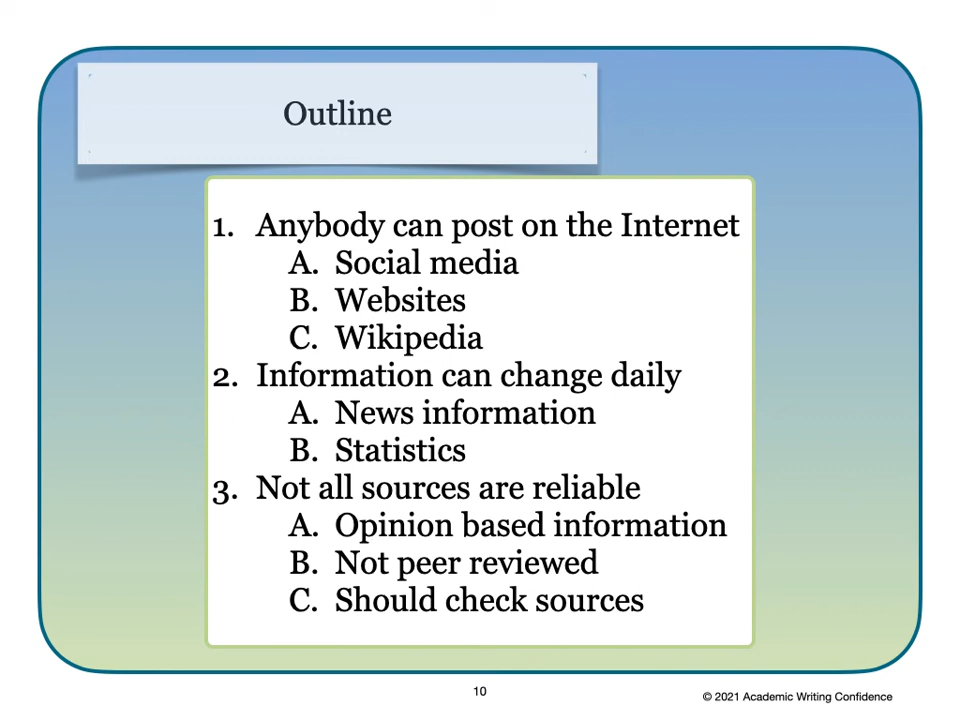 Outline
1. Anybody can post on the Internet
A. Social media
B. Websites
C. Wikipedia
2. Information can change daily
A. News information
B. Statistics
3. Not all sources are reliable
A. Opinion based information
B. Not peer reviewed
C. Should check sources
10
© 2021 Academic Writing Confidence